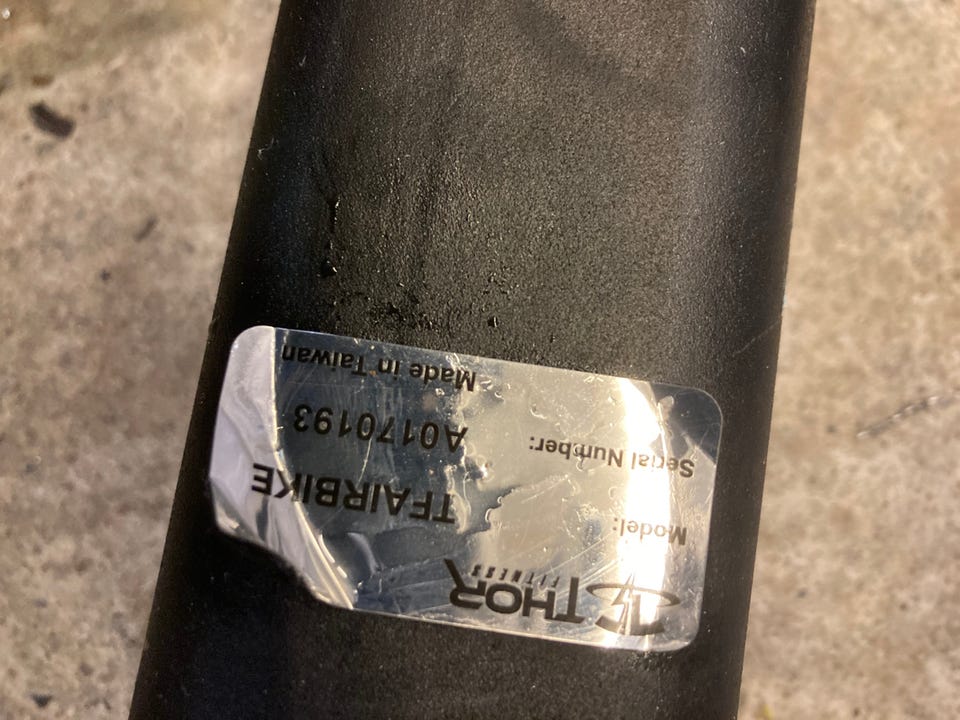 THOR
FITNESS
Model: TFAIRBIKE
Serial Number: A0170193
Made in Taiwan